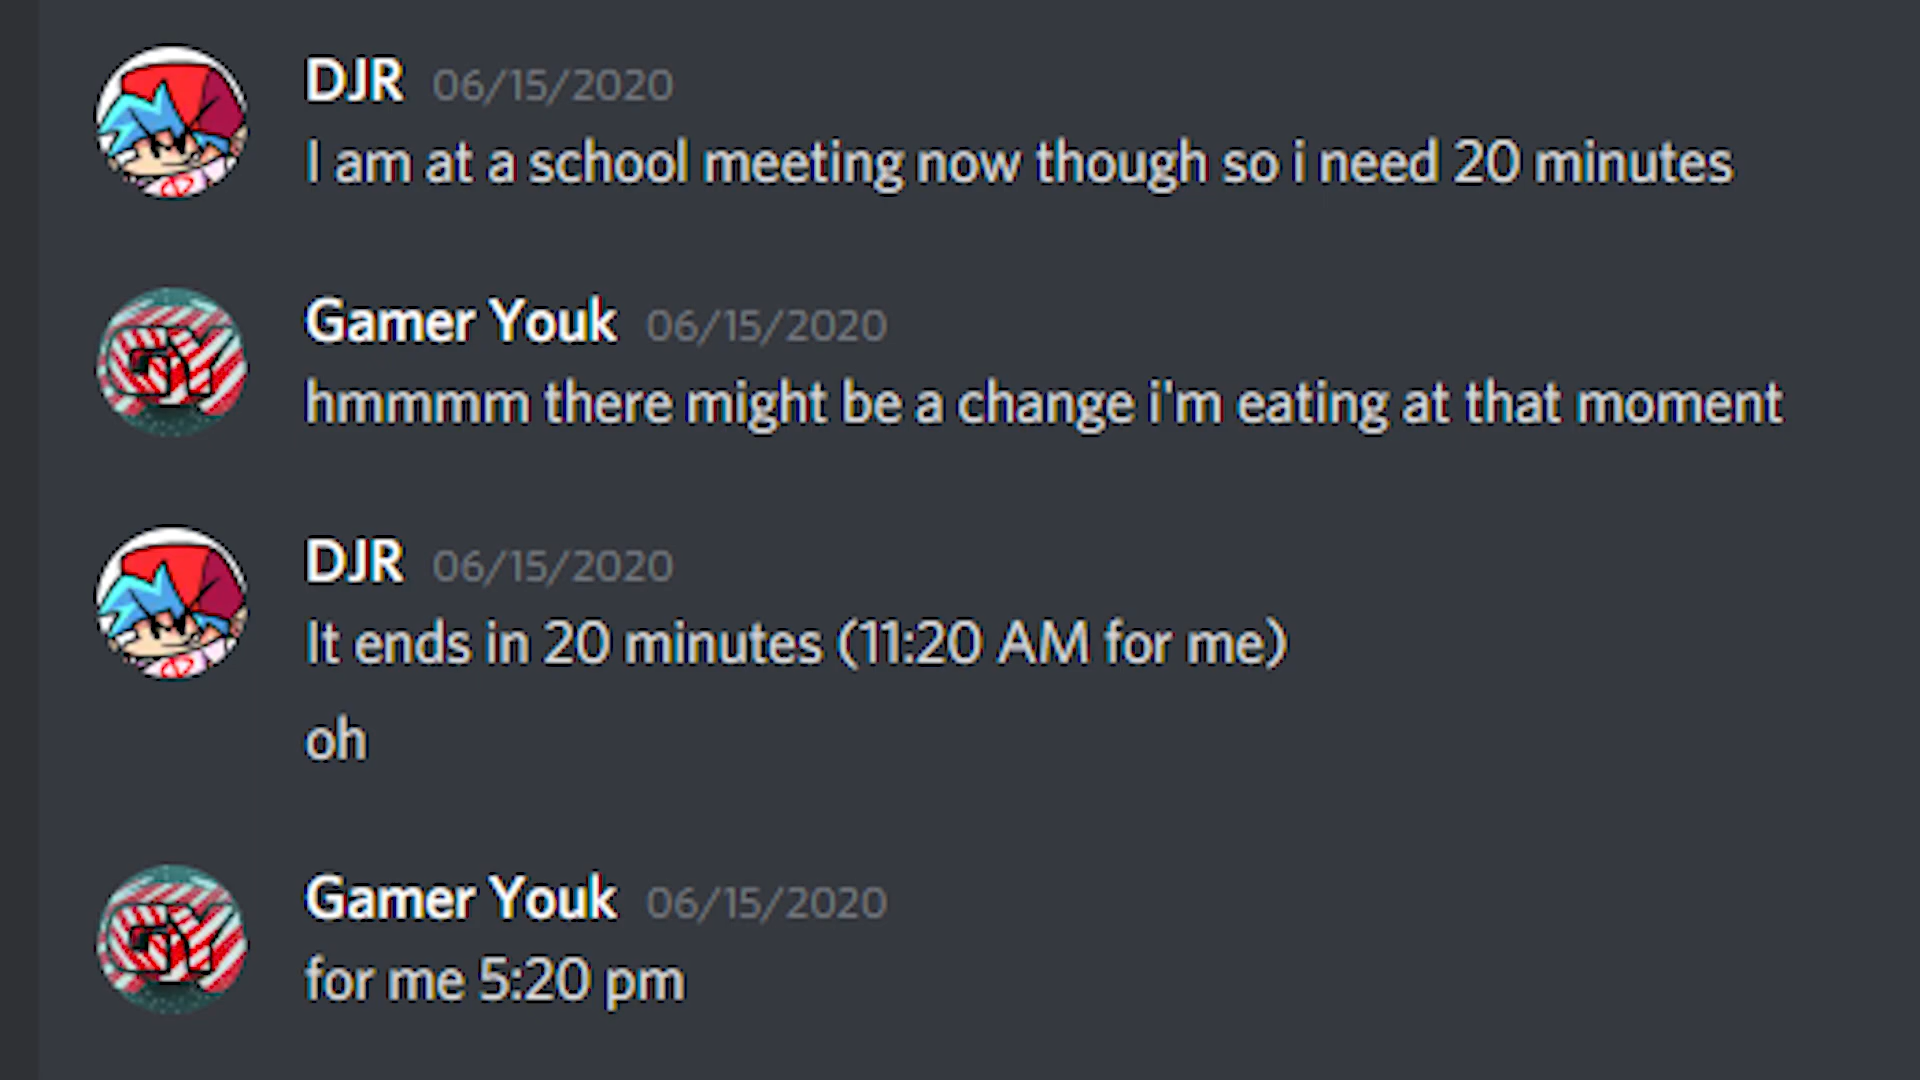 DJR 06/15/2020
I am at a school meeting now though so i need 20 minutes
Gamer Youk 06/15/2020
hmmmm there might be a change i'm eating at that moment
DJR 06/15/2020
It ends in 20 minutes (11:20 AM for me)
oh
Gamer Youk 06/15/2020
for me 5:20 pm